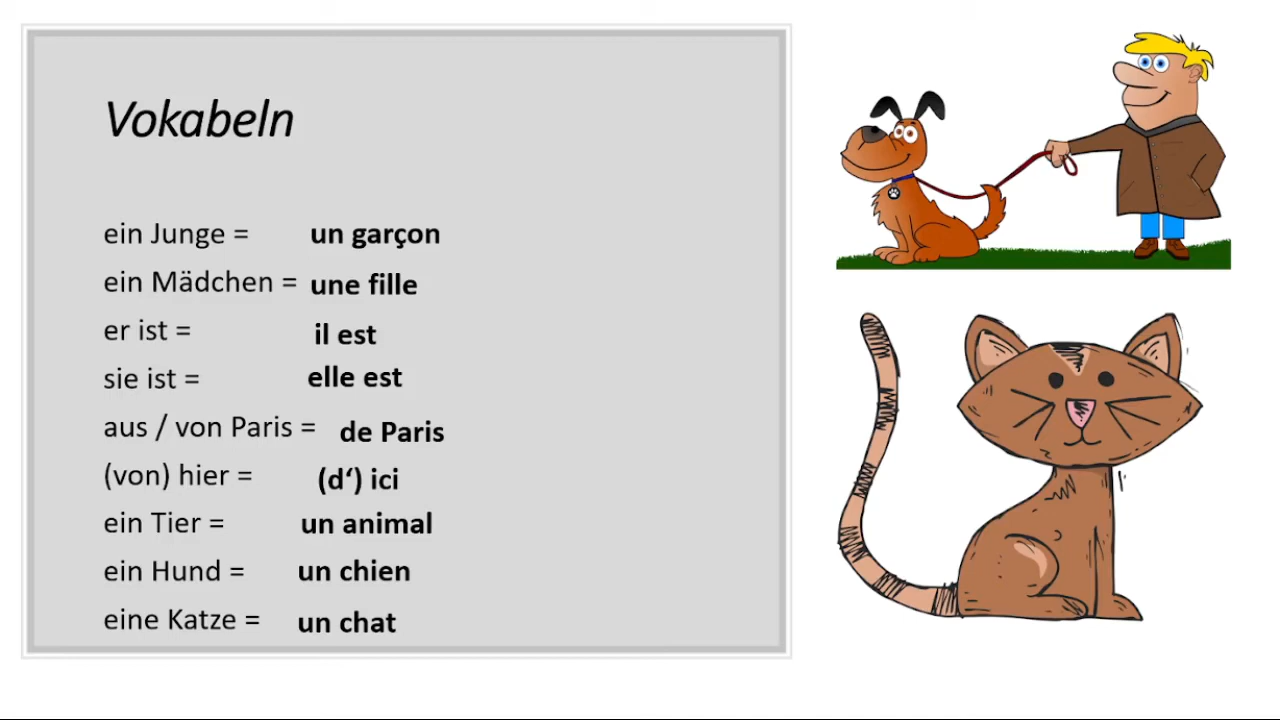 Vokabeln
ein Junge = un garçon
ein Mädchen = une fille
er ist = il est
sie ist = elle est
aus / von Paris = de Paris
(von) hier = (d‘) ici
ein Tier = un animal
ein Hund = un chien
eine Katze = un chat